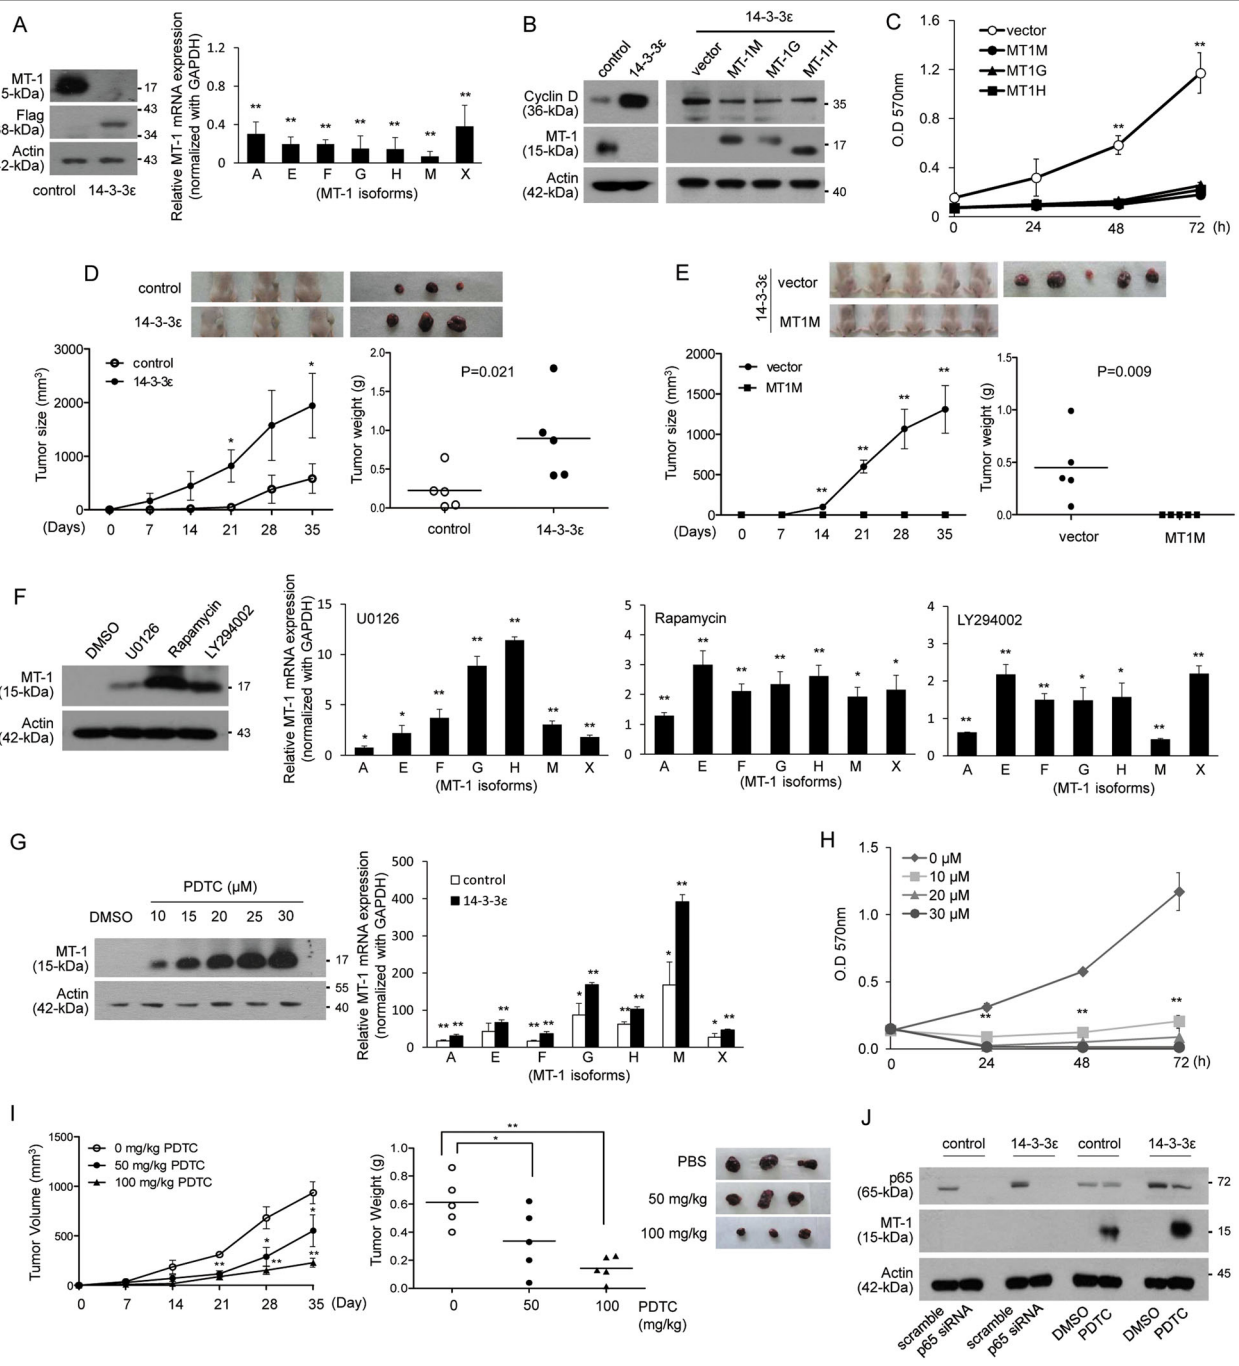 A
MT-1
5-kDa)
17
43
Flag
8-kDa)
34
Actin
2-kDa)
43
control 14-3-3ε
Relative MT-1 mRNA expression
(normalized with GAPDH)
1.2
0.8
0.4
0
** ** ** ** ** ** **
A E F G H M X
(MT-1 isoforms)
B
14-3-3ε
control
14-3-3ε
vector
MT-1M
MT-1G
MT-1H
Cyclin D
(36-kDa)
35
MT-1
(15-kDa)
17
Actin
(42-kDa)
40
C
O.D 570nm
1.6
1.2
0.8
0.4
0
vector
MT1M
MT1G
MT1H
**
**
0 24 48 72 (h)
D
control
14-3-3ε
Tumor size (mm³)
3000
2000
1000
0
control
14-3-3ε
*
*
(Days) 0 7 14 21 28 35
Tumor weight (g)
2.0
1.5
1.0
0.5
0.0
P=0.021
control 14-3-3ε
E
14-3-3ε
vector
MT1M
Tumor size (mm³)
2000
1500
1000
500
0
vector
MT1M
** ** ** **
(Days) 0 7 14 21 28 35
Tumor weight (g)
1.5
1.0
0.5
0.0
P=0.009
vector MT1M
F
DMSO
U0126
Rapamycin
LY294002
MT-1
(15-kDa)
17
Actin
(42-kDa)
43
Relative MT-1 mRNA expression
(normalized with GAPDH)
15
10
5
0
U0126
* * ** ** ** ** **
A E F G H M X
(MT-1 isoforms)
5
4
3
2
1
0
Rapamycin
** ** ** ** ** * *
A E F G H M X
(MT-1 isoforms)
4
3
2
1
0
LY294002
** ** ** * * ** **
A E F G H M X
(MT-1 isoforms)
G
PDTC (μM)
DMSO 10 15 20 25 30
MT-1
(15-kDa)
17
Actin
(42-kDa)
55
40
Relative MT-1 mRNA expression
(normalized with GAPDH)
500
400
300
200
100
0
control
14-3-3ε
** ** ** ** ** * ** ** ** * ** * **
A E F G H M X
(MT-1 isoforms)
H
O.D 570nm
1.5
1.0
0.5
0.0
0 μM
10 μM
20 μM
30 μM
** ** **
0 24 48 72 (h)
I
Tumor Volume (mm³)
1500
1000
500
0
0 mg/kg PDTC
50 mg/kg PDTC
100 mg/kg PDTC
*
*
** ** **
0 7 14 21 28 35 (Day)
Tumor Weight (g)
1.0
0.8
0.6
0.4
0.2
0.0
**
*
0 50 100 PDTC
(mg/kg)
PBS
50 mg/kg
100 mg/kg
J
control 14-3-3ε control 14-3-3ε
p65
(65-kDa)
72
MT-1
(15-kDa)
15
Actin
(42-kDa)
45
scramble
p65 siRNA
scramble
p65 siRNA
DMSO
PDTC
DMSO
PDTC